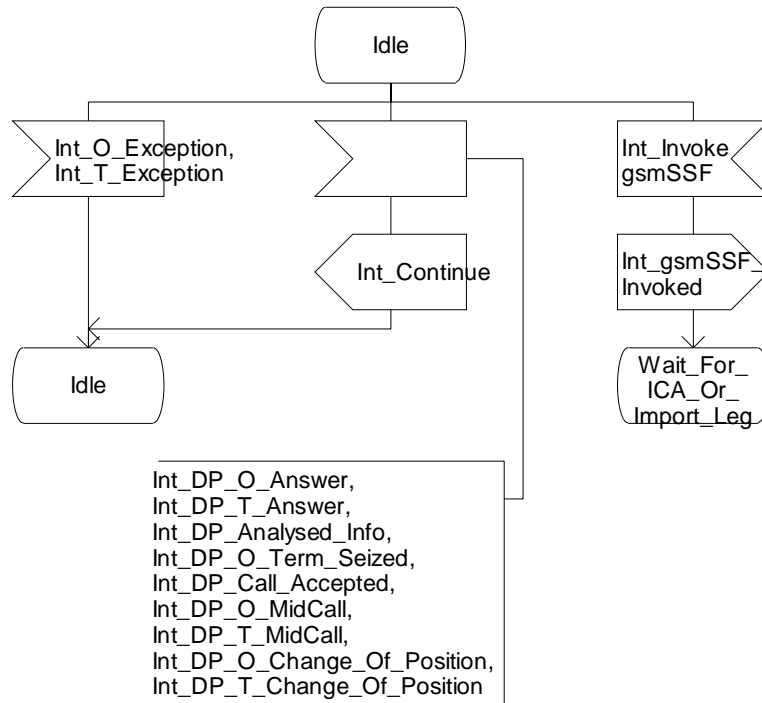 Idle
Int_O_Exception,
Int_T_Exception
Int_Invoke
gsmSSF
Int_Continue
Int_gsmSSF_
Invoked
Idle
Wait_For_
ICA_Or_
Import_Leg
Int_DP_O_Answer,
Int_DP_T_Answer,
Int_DP_Analysed_Info,
Int_DP_O_Term_Seized,
Int_DP_Call_Accepted,
Int_DP_O_MidCall,
Int_DP_T_MidCall,
Int_DP_O_Change_Of_Position,
Int_DP_T_Change_Of_Position